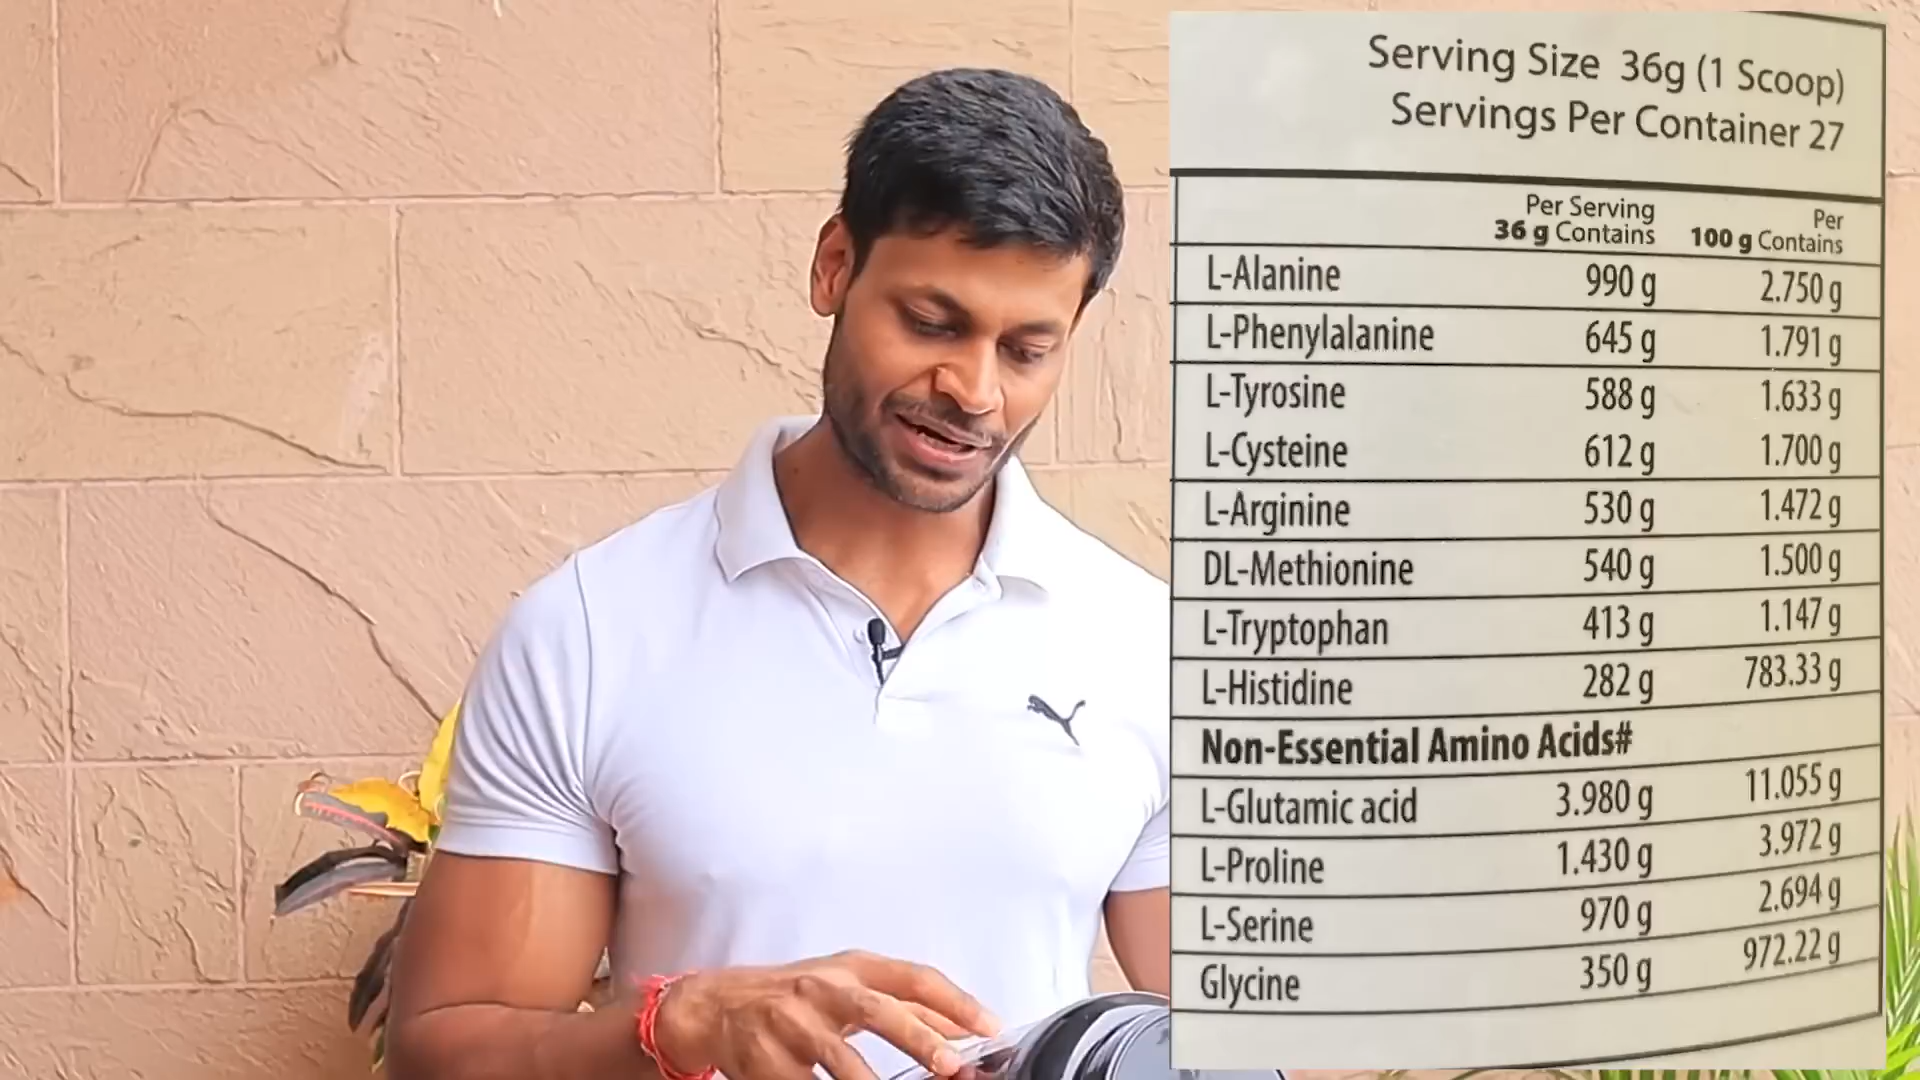 Serving Size 36g (1 Scoop)
Servings Per Container 27
Per Serving 36 g Contains Per 100 g Contains
L-Alanine 990 g 2.750 g
L-Phenylalanine 645 g 1.791 g
L-Tyrosine 588 g 1.633 g
L-Cysteine 612 g 1.700 g
L-Arginine 530 g 1.472 g
DL-Methionine 540 g 1.500 g
L-Tryptophan 413 g 1.147 g
L-Histidine 282 g 783.33 g
Non-Essential Amino Acids#
L-Glutamic acid 3.980 g 11.055 g
L-Proline 1.430 g 3.972 g
L-Serine 970 g 2.694 g
Glycine 350 g 972.22 g